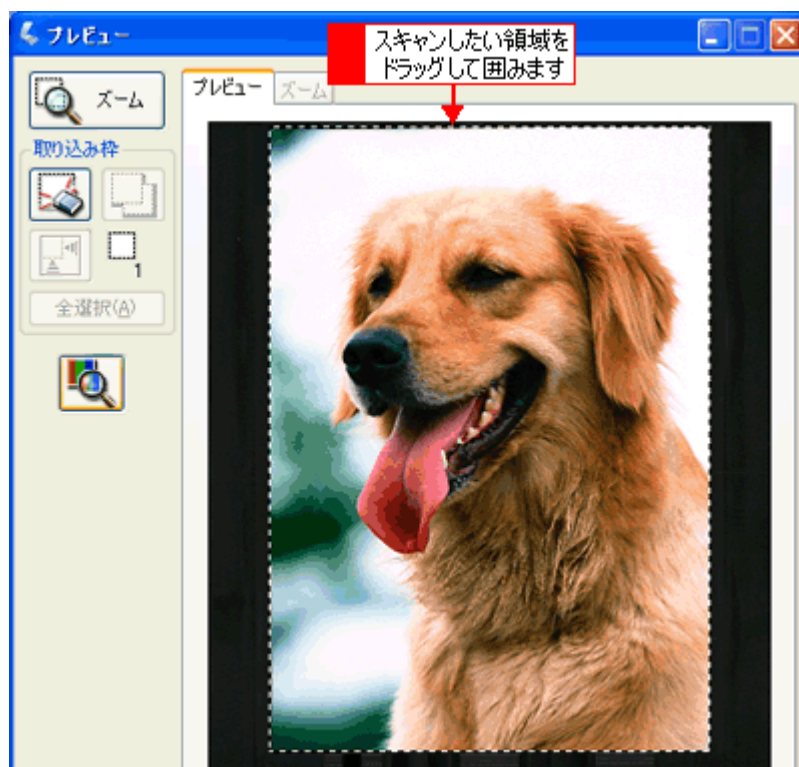 プレビュー
スキャンしたい領域を
ドラッグして囲みます
ズーム
プレビュー ズーム
取り込み枠
1
全選択(A)